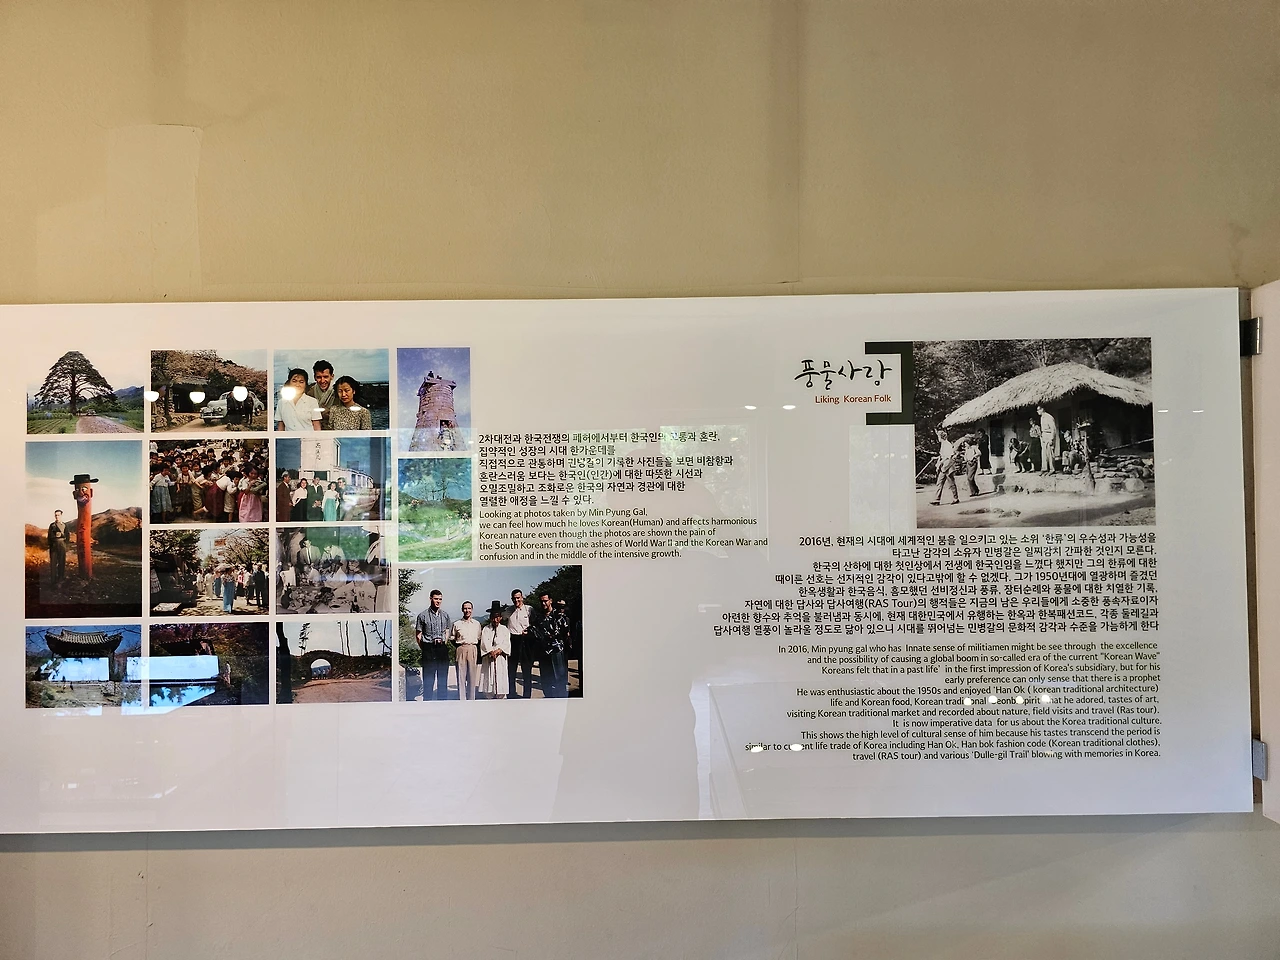 2차대전과 한국전쟁의 폐허에서부터 한국인의 고통과 혼란,
집약적인 성장의 시대 한가운데를
직접적으로 관통하며 민병갈이 기록한 사진들을 보면 비참함과
혼란스러움 보다는 한국인(인간)에 대한 따뜻한 시선과
오밀조밀하고 조화로운 한국의 자연과 경관에 대한
열렬한 애정을 느낄 수 있다.
Looking at photos taken by Min Pyung Gal,
we can feel how much he loves Korean(Human) and affects harmonious
Korean nature even though the photos are shown the pain of
the South Koreans from the ashes of World War II and the Korean War and
confusion and in the middle of the intensive growth.
풍물사랑
Liking Korean Folk
2016년, 현재의 시대에 세계적인 붐을 일으키고 있는 소위 '한류'의 우수성과 가능성을
타고난 감각의 소유자 민병갈은 일찌감치 간파한 것인지 모른다.
한국의 산하에 대한 첫인상에서 전생에 한국인임을 느꼈다 했지만 그의 한류에 대한
때이른 선호는 선지적인 감각이 있다고밖에 할 수 없겠다. 그가 1950년대에 열광하며 즐겼던
한옥생활과 한국음식, 흠모했던 선비정신과 풍류, 장터순례와 풍물에 대한 치열한 기록,
자연에 대한 답사와 답사여행(RAS Tour)의 행적들은 지금의 남은 우리들에게 소중한 풍속자료이자
아련한 향수와 추억을 불러냄과 동시에, 현재 대한민국에서 유행하는 한옥과 한복패션코드, 각종 둘레길과
답사여행 열풍이 놀라울 정도로 닮아 있으니 시대를 뛰어넘는 민병갈의 문화적 감각과 수준을 가늠하게 한다
In 2016, Min pyung gal who has Innate sense of militiamen might be see through the excellence
and the possibility of causing a global boom in so-called era of the current "Korean Wave"
Koreans felt that in a past life' in the first impression of Korea's subsidiary, but for his
early preference can only sense that there is a prophet
He was enthusiastic about the 1950s and enjoyed 'Han Ok ( korean traditional architecture)
life and Korean food, Korean traditional Seonbi spirit that he adored, tastes of art,
visiting Korean traditional market and recorded about nature, field visits and travel (Ras tour).
It is now imperative data for us about the Korea traditional culture.
This shows the high level of cultural sense of him because his tastes transcend the period is
similar to current life trade of Korea including Han Ok, Han bok fashion code (Korean traditional clothes),
travel (RAS tour) and various 'Dulle-gil Trail' blowing with memories in Korea.